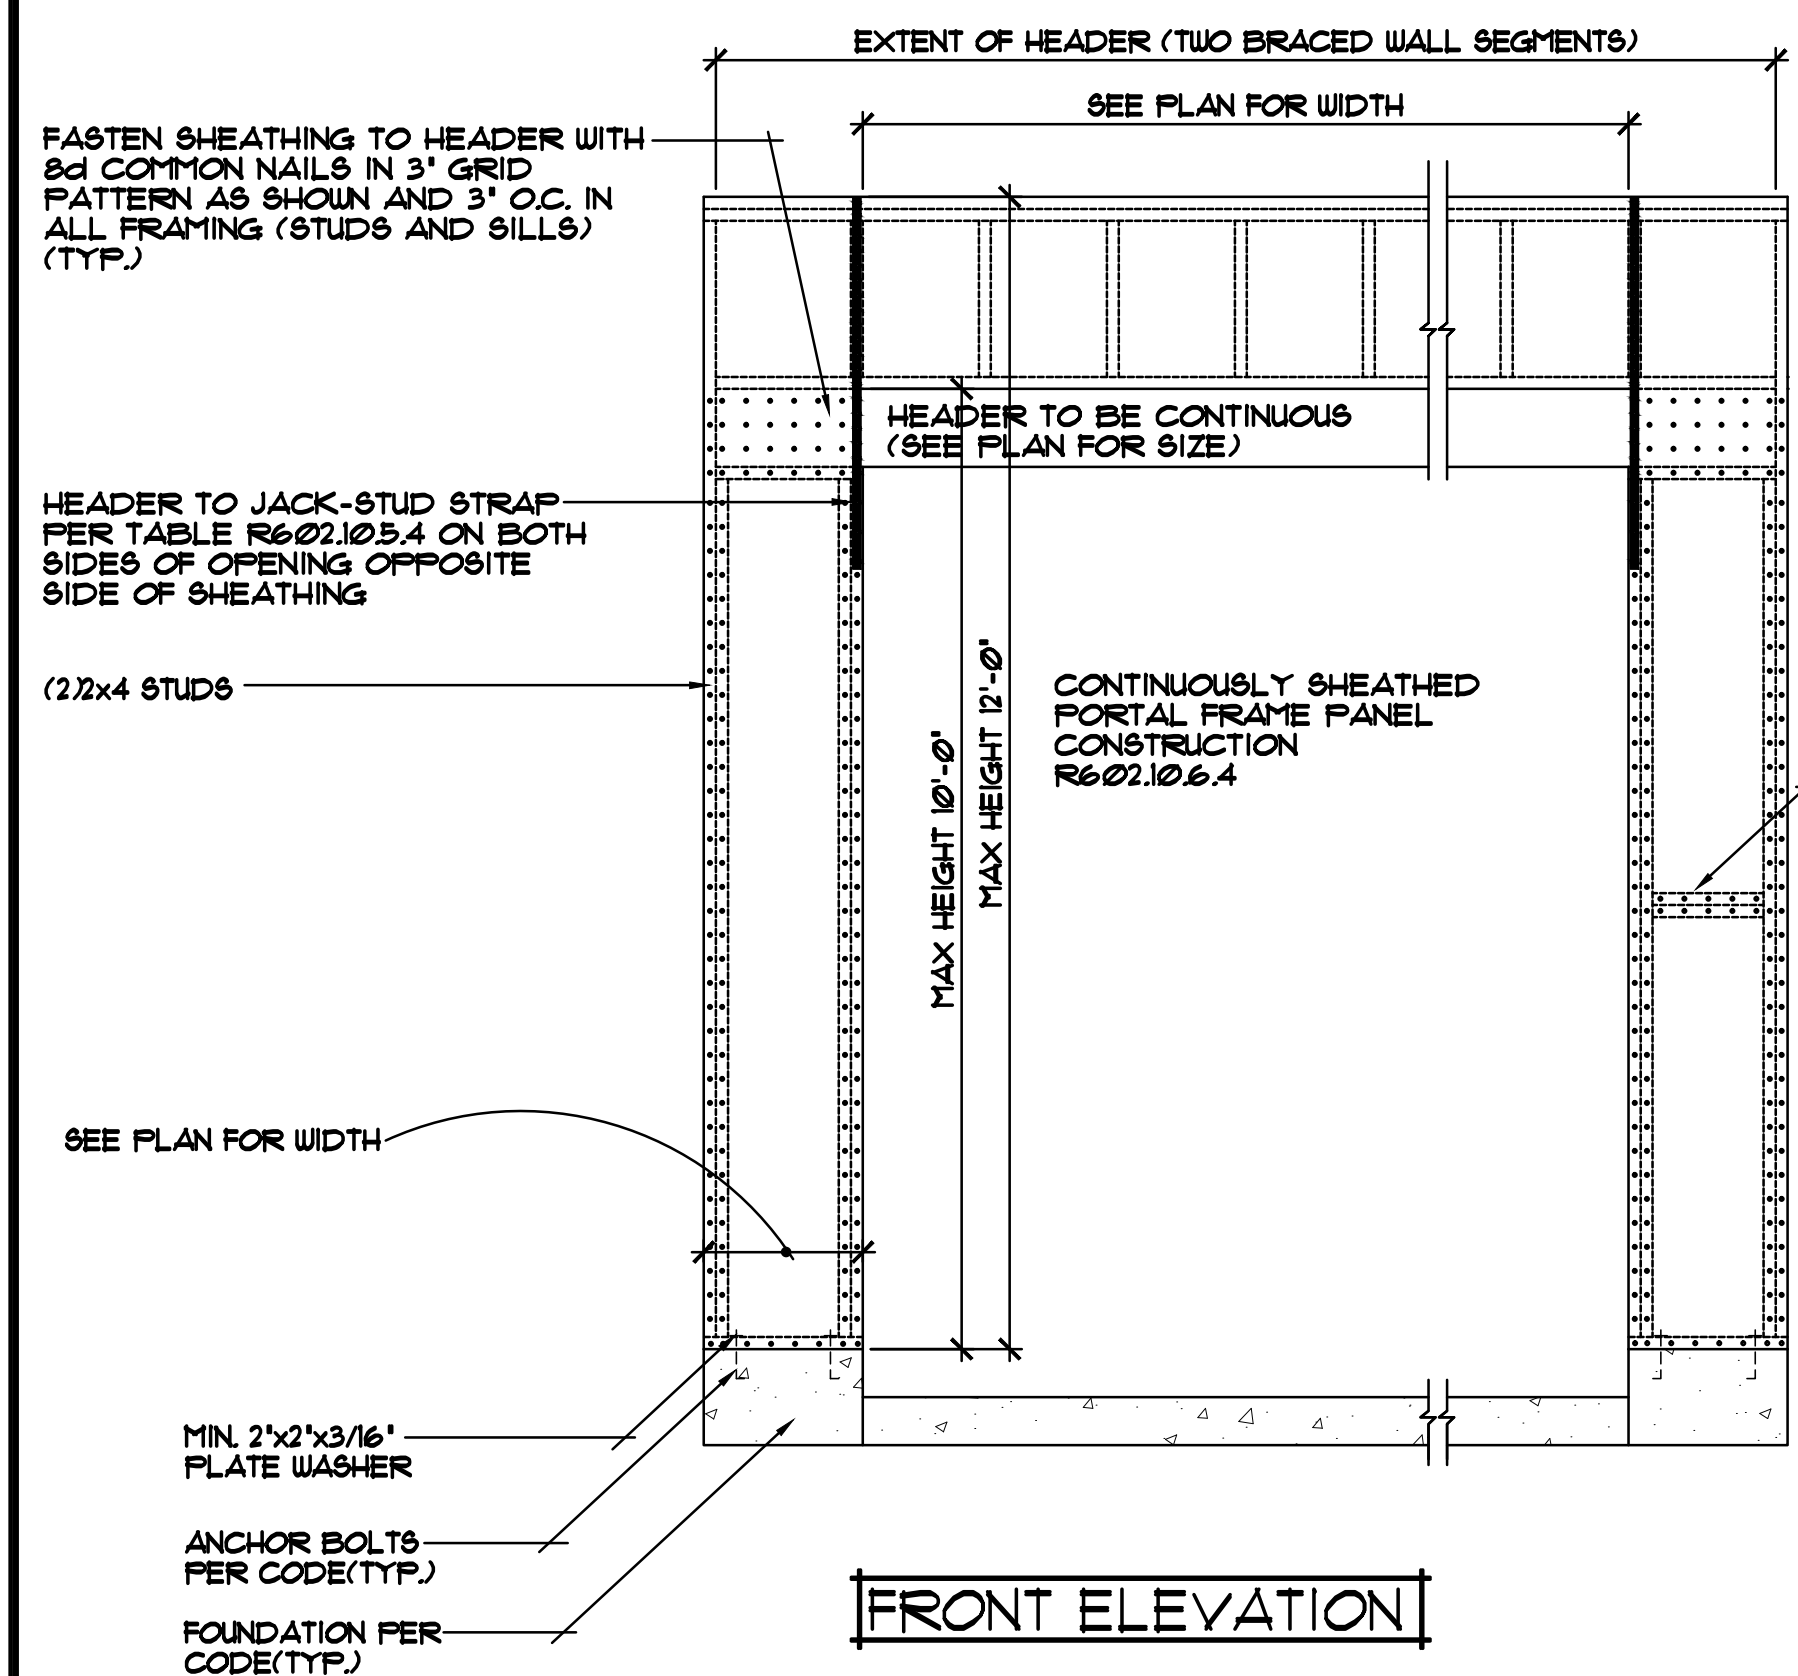 EXTENT OF HEADER (TWO BRACED WALL SEGMENTS)
SEE PLAN FOR WIDTH
FASTEN SHEATHING TO HEADER WITH
8d COMMON NAILS IN 3" GRID
PATTERN AS SHOWN AND 3" O.C. IN
ALL FRAMING (STUDS AND SILLS)
(TYP.)
HEADER TO BE CONTINUOUS
(SEE PLAN FOR SIZE)
HEADER TO JACK-STUD STRAP
PER TABLE R602.10.5.4 ON BOTH
SIDES OF OPENING OPPOSITE
SIDE OF SHEATHING
(2)2x4 STUDS
MAX HEIGHT 10'-0"
MAX HEIGHT 12'-0"
CONTINUOUSLY SHEATHED
PORTAL FRAME PANEL
CONSTRUCTION
R602.10.6.4
SEE PLAN FOR WIDTH
MIN. 2"x2"x3/16"
PLATE WASHER
ANCHOR BOLTS
PER CODE(TYP.)
FOUNDATION PER
CODE(TYP.)
FRONT ELEVATION